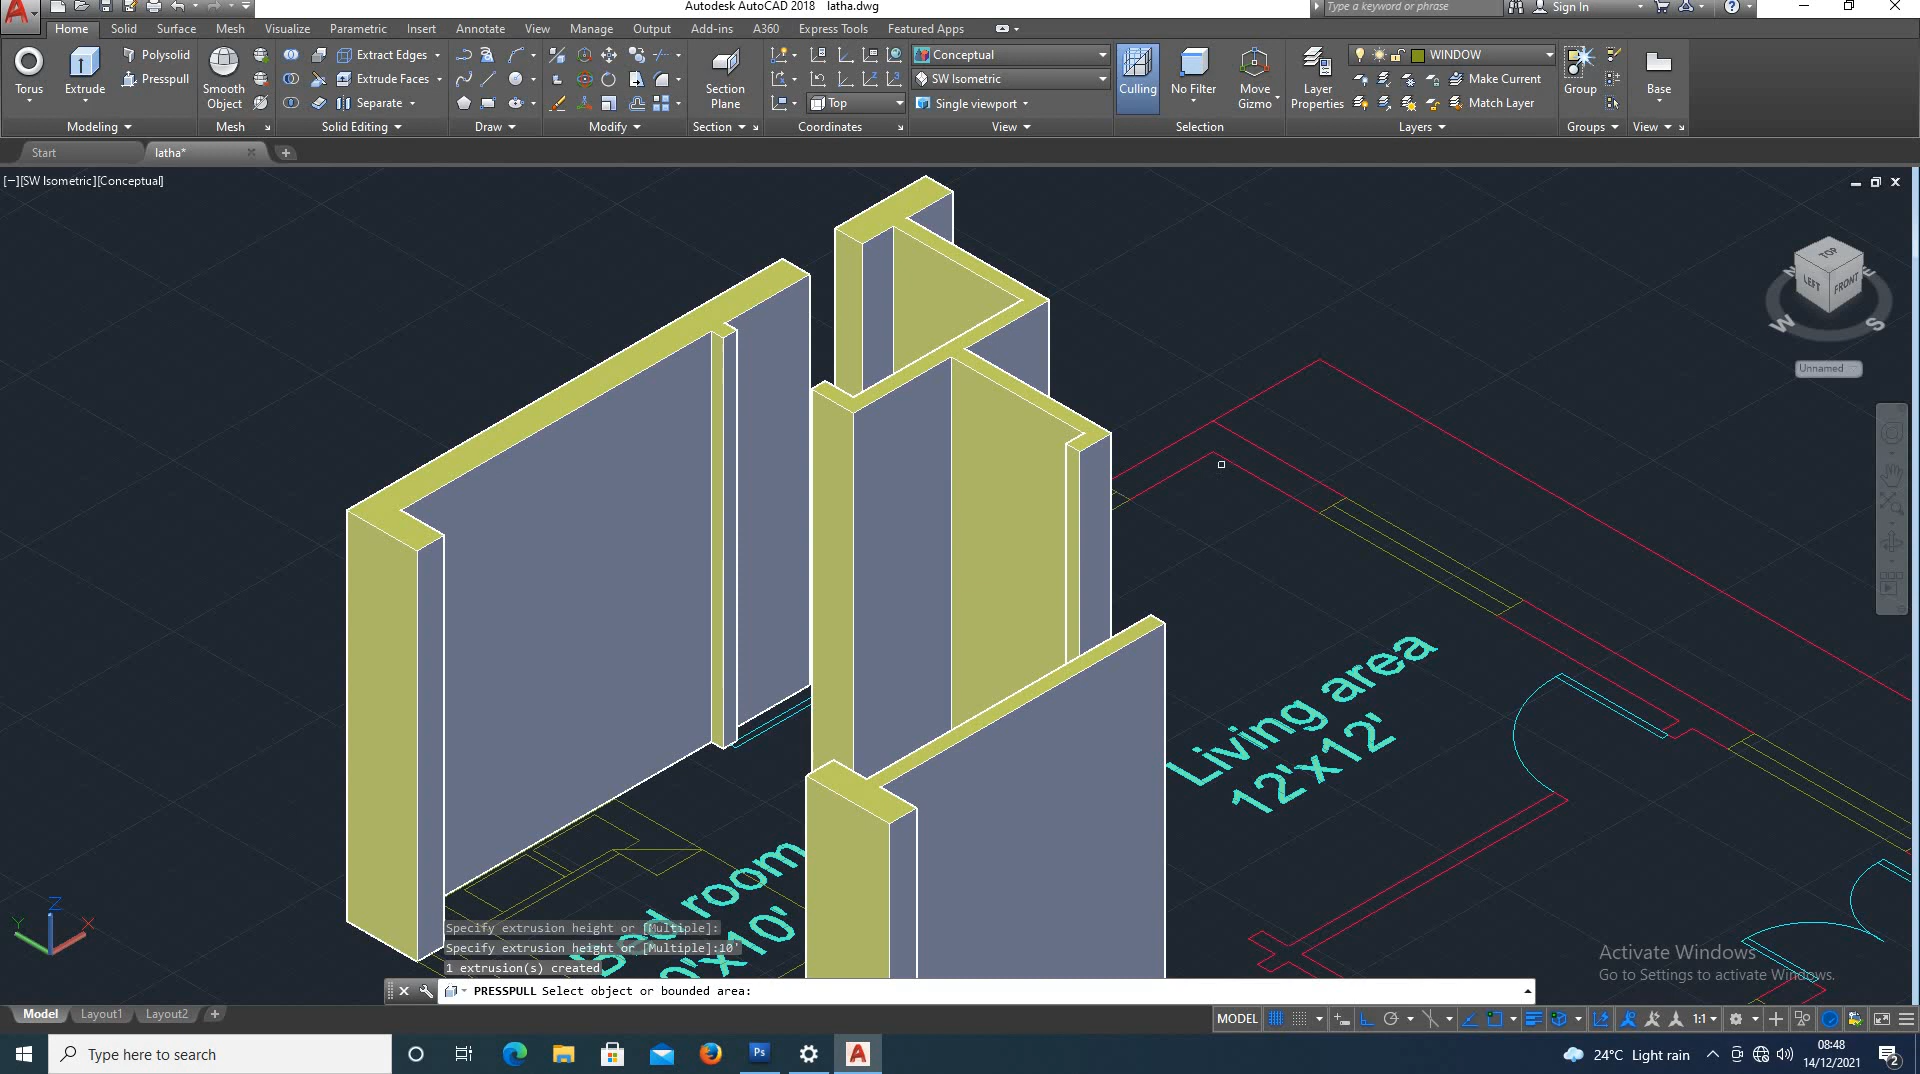 Autodesk AutoCAD 2018 latha.dwg
Type a keyword or phrase
Sign In
Home Solid Surface Mesh Visualize Parametric Insert Annotate View Manage Output Add-ins A360 Express Tools Featured Apps
Torus
Extrude
Polysolid
Presspull
Modeling
Smooth Object
Mesh
Extract Edges
Extrude Faces
Separate
Solid Editing
Draw
Modify
Section Plane
Section
Top
Coordinates
Conceptual
SW Isometric
Single viewport
View
Culling
No Filter
Move Gizmo
Selection
Layer Properties
WINDOW
Make Current
Match Layer
Layers
Group
Groups
Base
View
Start
latha*
[−][SW Isometric][Conceptual]
TOP
LEFT
FRONT
W
S
Unnamed
Living area
12'x12'
room
x10'
Z
Y
X
Specify extrusion height or [Multiple]:
Specify extrusion height or [Multiple]:10'
1 extrusion(s) created
PRESSPULL Select object or bounded area:
Activate Windows
Go to Settings to activate Windows.
Model Layout1 Layout2
MODEL
1:1
Type here to search
Ps
24°C Light rain
08:48
14/12/2021
2